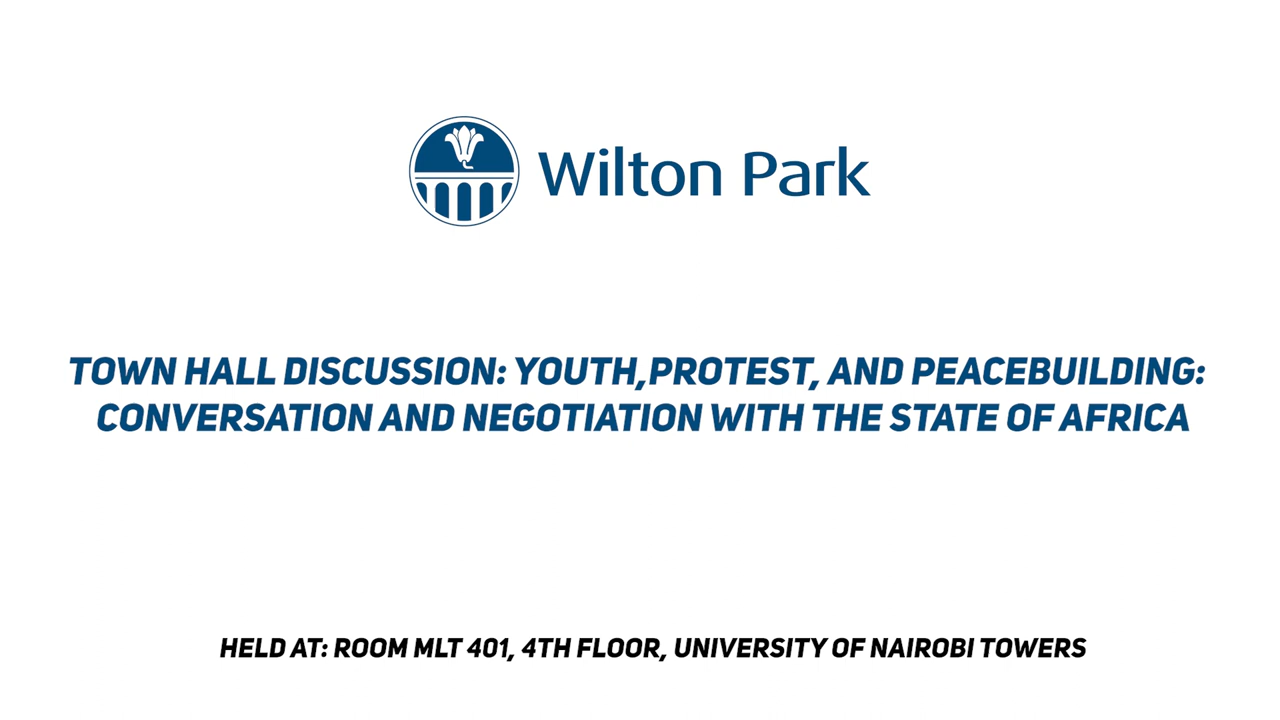 Wilton Park
TOWN HALL DISCUSSION: YOUTH,PROTEST, AND PEACEBUILDING:
CONVERSATION AND NEGOTIATION WITH THE STATE OF AFRICA
HELD AT: ROOM MLT 401, 4TH FLOOR, UNIVERSITY OF NAIROBI TOWERS